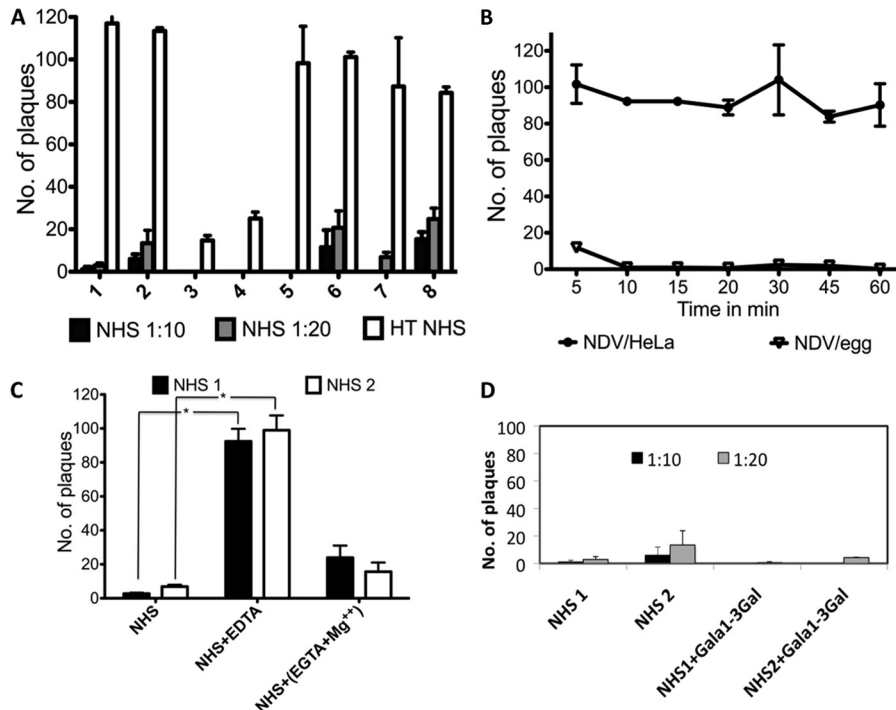 A
No. of plaques
120
100
80
60
40
20
0
1 2 3 4 5 6 7 8
NHS 1:10 NHS 1:20 HT NHS
B
No. of plaques
120
100
80
60
40
20
0
5 10 15 20 30 45 60
Time in min
NDV/HeLa NDV/egg
C
NHS 1 NHS 2
No. of plaques
120
100
80
60
40
20
0
*
*
NHS
NHS+EDTA
NHS+(EGTA+Mg++)
D
No. of plaques
100
80
60
40
20
0
1:10 1:20
NHS 1
NHS 2
NHS1+Gala1-3Gal
NHS2+Gala1-3Gal